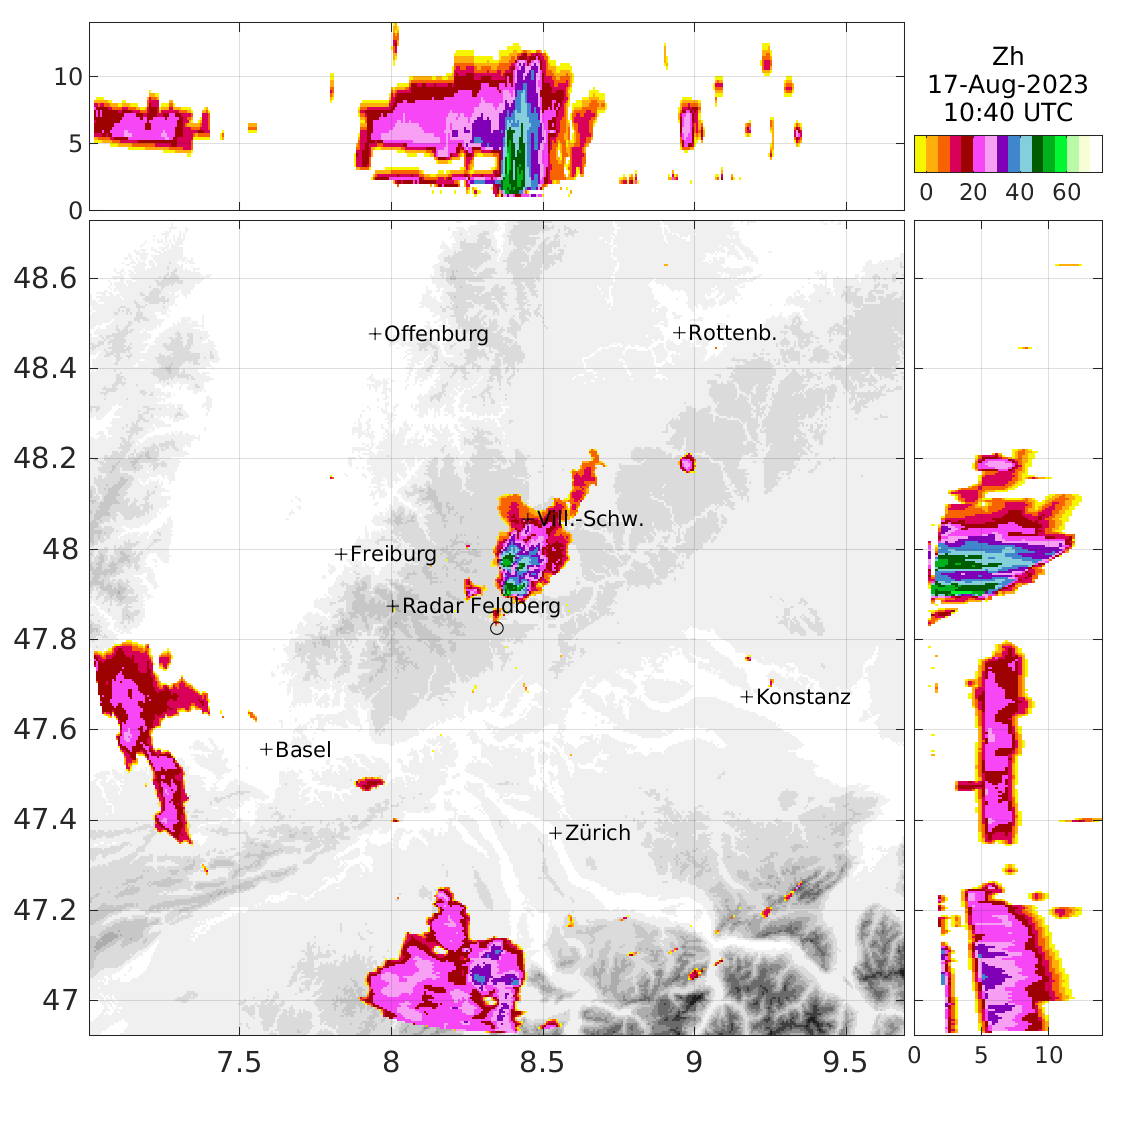 10
5
0
Zh
17-Aug-2023
10:40 UTC
0 20 40 60
48.6
48.4
48.2
48
47.8
47.6
47.4
47.2
47
+Offenburg
+Rottenb.
+Vill.-Schw.
+Freiburg
+Radar Feldberg
+Konstanz
+Basel
+Zürich
7.5 8 8.5 9 9.5
0 5 10